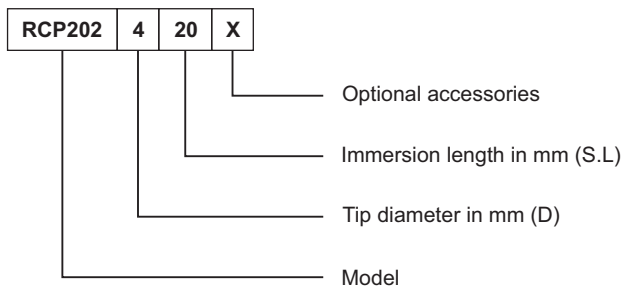 RCP202 4 20 X
Optional accessories
Immersion length in mm (S.L)
Tip diameter in mm (D)
Model